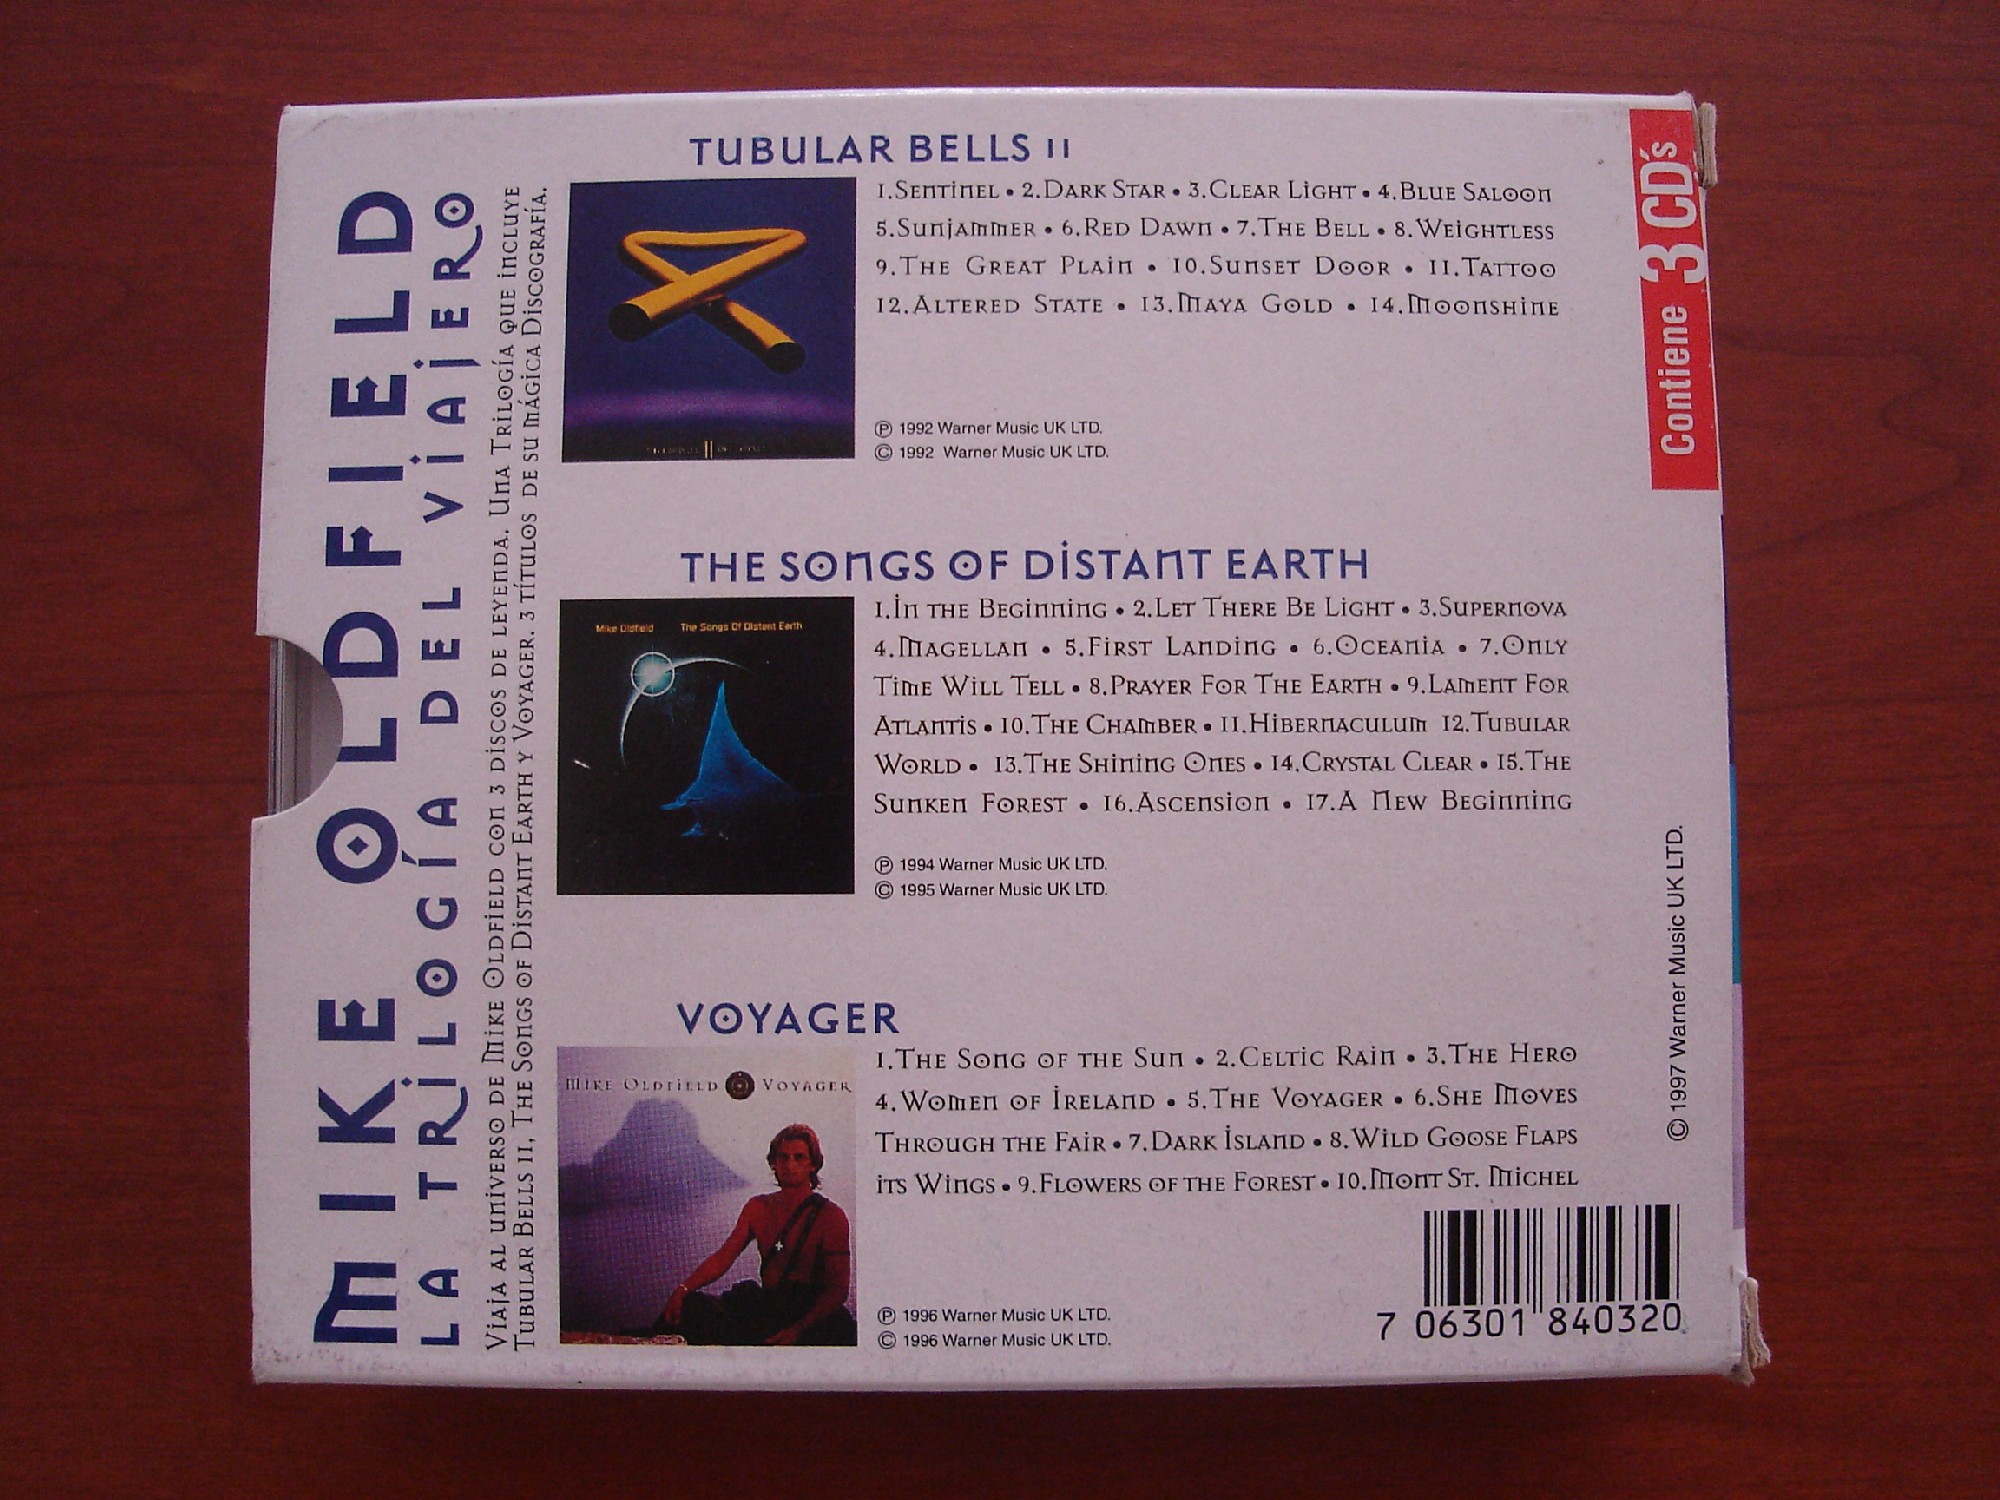 MIKE OLDFIELD
LA TRILOGÍA DEL VIAJERO
VIAJA AL UNIVERSO DE MIKE OLDFIELD CON 3 DISCOS DE LEYENDA. UNA TRILOGÍA QUE INCLUYE
TUBULAR BELLS II, THE SONGS OF DISTANT EARTH Y VOYAGER. 3 TÍTULOS DE SU MÁGICA DISCOGRAFÍA.
TUBULAR BELLS II
1.SENTINEL • 2.DARK STAR • 3.CLEAR LIGHT • 4.BLUE SALOON
5.SUNJAMMER • 6.RED DAWN • 7.THE BELL • 8.WEIGHTLESS
9.THE GREAT PLAIN • 10.SUNSET DOOR • 11.TATTOO
12.ALTERED STATE • 13.MAYA GOLD • 14.MOONSHINE
℗ 1992 Warner Music UK LTD.
© 1992 Warner Music UK LTD.
THE SONGS OF DISTANT EARTH
Mike Oldfield The Songs Of Distant Earth
1.IN THE BEGINNING • 2.LET THERE BE LIGHT • 3.SUPERNOVA
4.MAGELLAN • 5.FIRST LANDING • 6.OCEANIA • 7.ONLY
TIME WILL TELL • 8.PRAYER FOR THE EARTH • 9.LAMENT FOR
ATLANTIS • 10.THE CHAMBER • 11.HIBERNACULUM 12.TUBULAR
WORLD • 13.THE SHINING ONES • 14.CRYSTAL CLEAR • 15.THE
SUNKEN FOREST • 16.ASCENSION • 17.A NEW BEGINNING
℗ 1994 Warner Music UK LTD.
© 1995 Warner Music UK LTD.
VOYAGER
MIKE OLDFIELD VOYAGER
1.THE SONG OF THE SUN • 2.CELTIC RAIN • 3.THE HERO
4.WOMEN OF IRELAND • 5.THE VOYAGER • 6.SHE MOVES
THROUGH THE FAIR • 7.DARK ISLAND • 8.WILD GOOSE FLAPS
ITS WINGS • 9.FLOWERS OF THE FOREST • 10.MONT ST. MICHEL
℗ 1996 Warner Music UK LTD.
© 1996 Warner Music UK LTD.
7 06301 840320
Contiene 3 CD's
© 1997 Warner Music UK LTD.